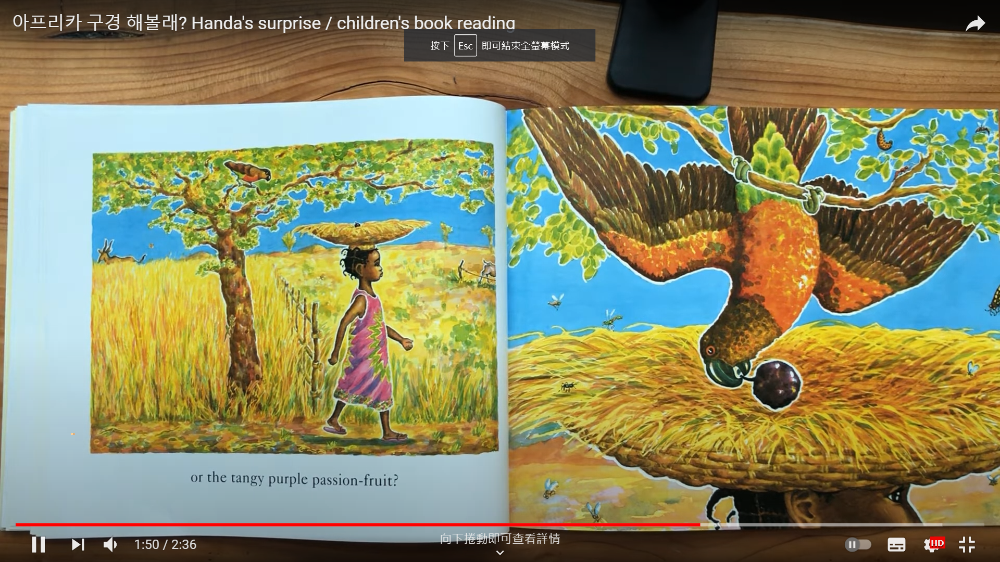 아프리카 구경 해볼래? Handa's surprise / children's book reading
按下 Esc 即可結束全螢幕模式
or the tangy purple passion-fruit?
向下捲動即可查看詳情
1:50 / 2:36
HD